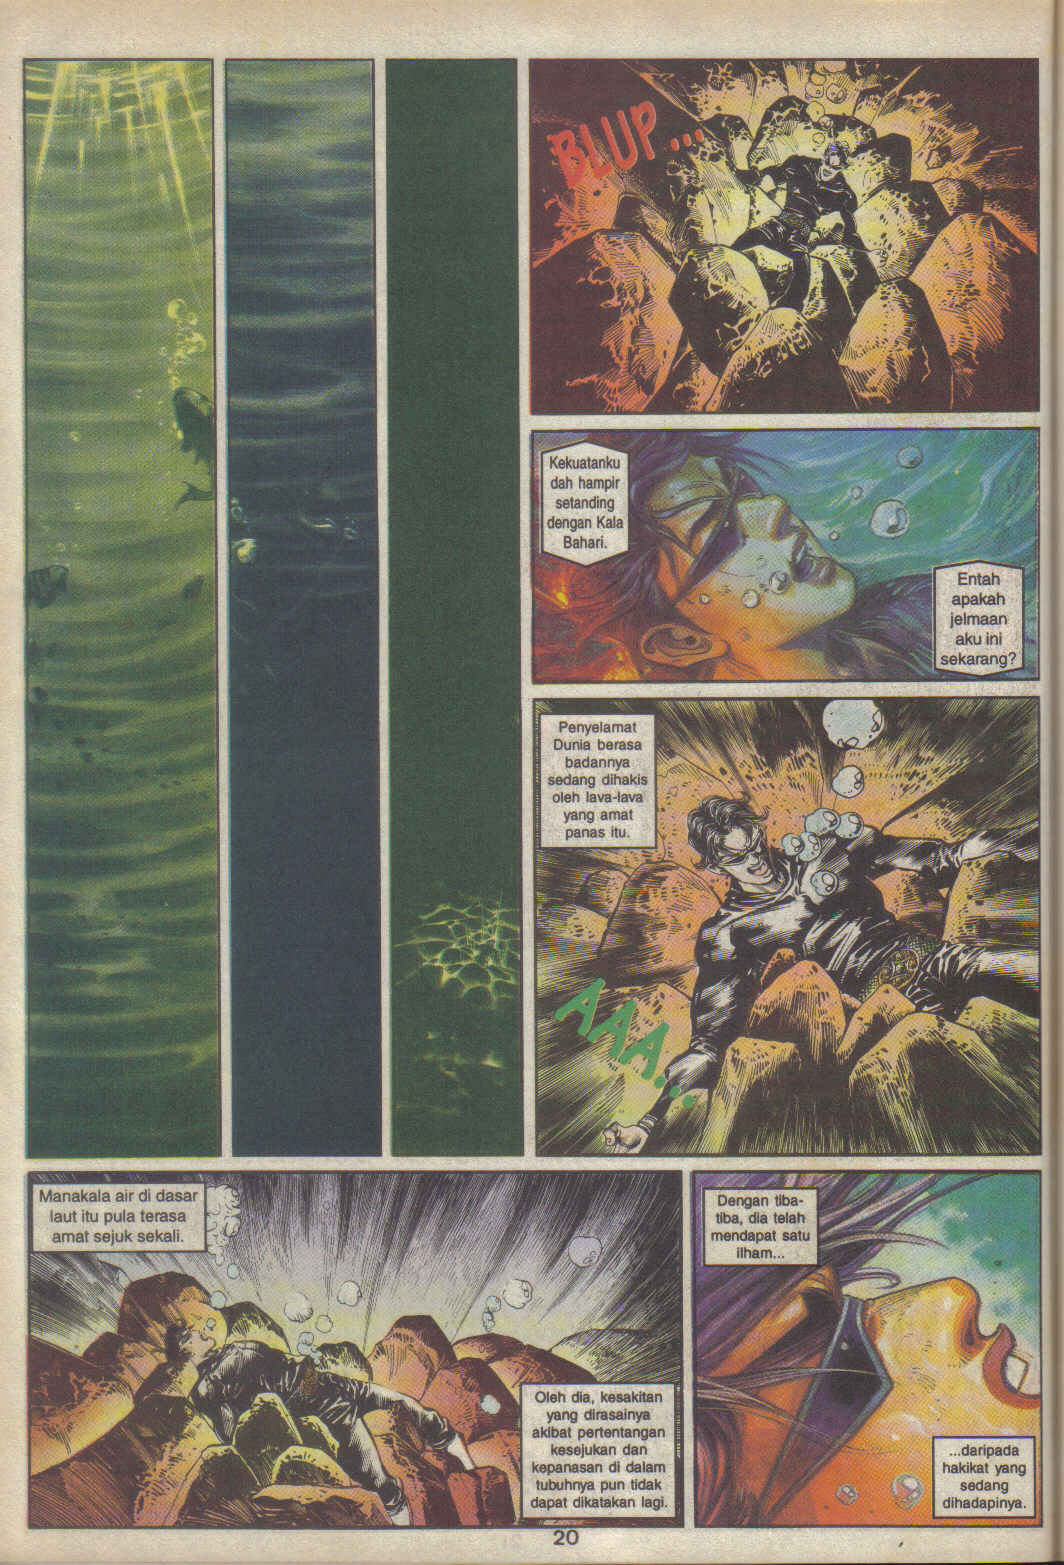 BLUP...
Kekuatanku
dah hampir
setanding
dengan Kala
Bahari.
Entah
apakah
jelmaan
aku ini
sekarang?
Penyelamat
Dunia berasa
badannya
sedang dihakis
oleh lava-lava
yang amat
panas itu.
AAA...
Manakala air di dasar
laut itu pula terasa
amat sejuk sekali.
Oleh dia, kesakitan
yang dirasainya
akibat pertentangan
kesejukan dan
kepanasan di dalam
tubuhnya pun tidak
dapat dikatakan lagi.
Dengan tiba-
tiba, dia telah
mendapat satu
ilham...
...daripada
hakikat yang
sedang
dihadapinya.
20